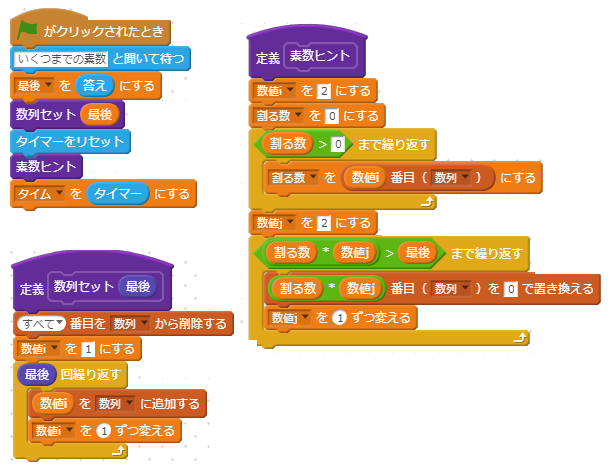 がクリックされたとき
いくつまでの素数 と聞いて待つ
最後 を 答え にする
数列セット 最後
タイマーをリセット
素数ヒント
タイム を タイマー にする
定義 数列セット 最後
すべて 番目を 数列 から削除する
数値i を 1 にする
最後 回繰り返す
数値i を 数列 に追加する
数値i を 1 ずつ変える
定義 素数ヒント
数値i を 2 にする
割る数 を 0 にする
割る数 > 0 まで繰り返す
割る数 を 数値i 番目 ( 数列 ) にする
数値j を 2 にする
割る数 * 数値j > 最後 まで繰り返す
割る数 * 数値j 番目 ( 数列 ) を 0 で置き換える
数値j を 1 ずつ変える